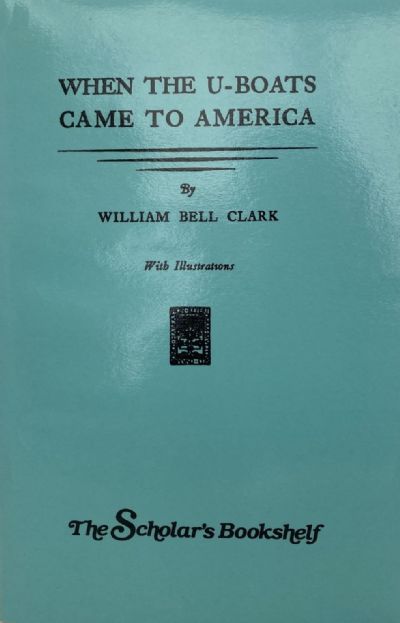 WHEN THE U-BOATS
CAME TO AMERICA
By
WILLIAM BELL CLARK
With Illustrations
The Scholar's Bookshelf